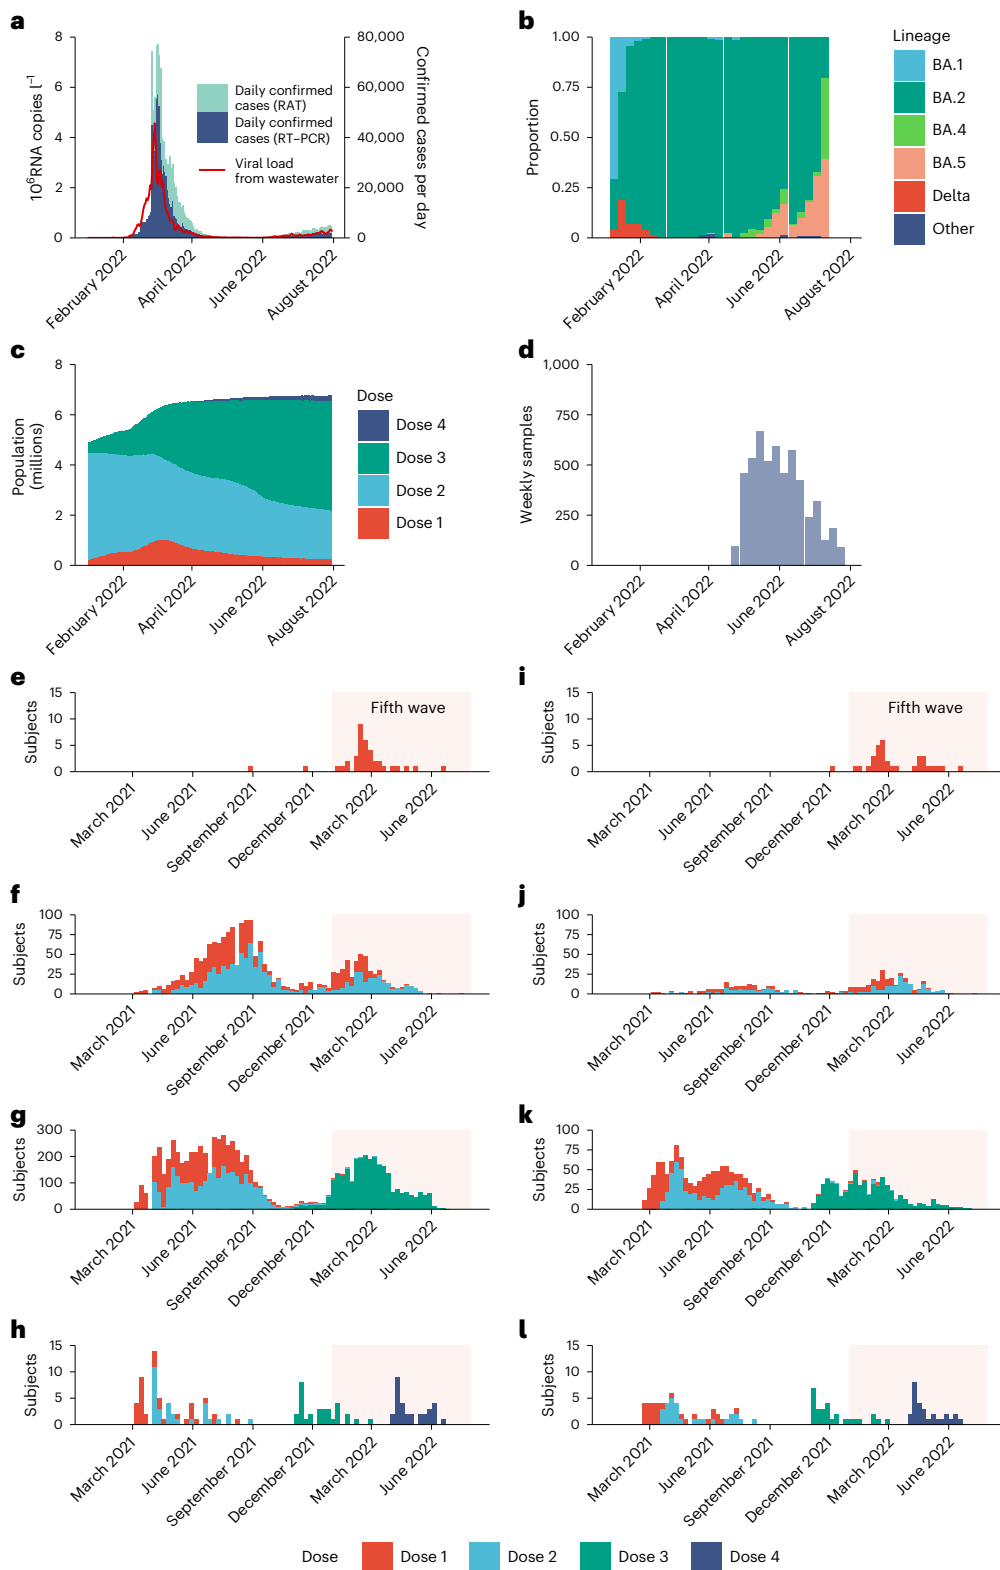 a
8
6
4
2
0
10⁶RNA copies l⁻¹
80,000
60,000
40,000
20,000
0
Confirmed cases per day
Daily confirmed
cases (RAT)
Daily confirmed
cases (RT–PCR)
Viral load
from wastewater
February 2022
April 2022
June 2022
August 2022
b
1.00
0.75
0.50
0.25
0
Proportion
February 2022
April 2022
June 2022
August 2022
Lineage
BA.1
BA.2
BA.4
BA.5
Delta
Other
c
8
6
4
2
0
Population
(millions)
February 2022
April 2022
June 2022
August 2022
Dose
Dose 4
Dose 3
Dose 2
Dose 1
d
1,000
750
500
250
0
Weekly samples
February 2022
April 2022
June 2022
August 2022
e
15
10
5
0
Subjects
Fifth wave
March 2021
June 2021
September 2021
December 2021
March 2022
June 2022
i
15
10
5
0
Subjects
Fifth wave
March 2021
June 2021
September 2021
December 2021
March 2022
June 2022
f
100
75
50
25
0
Subjects
March 2021
June 2021
September 2021
December 2021
March 2022
June 2022
j
100
75
50
25
0
Subjects
March 2021
June 2021
September 2021
December 2021
March 2022
June 2022
g
300
200
100
0
Subjects
March 2021
June 2021
September 2021
December 2021
March 2022
June 2022
k
100
75
50
25
0
Subjects
March 2021
June 2021
September 2021
December 2021
March 2022
June 2022
h
15
10
5
0
Subjects
March 2021
June 2021
September 2021
December 2021
March 2022
June 2022
l
15
10
5
0
Subjects
March 2021
June 2021
September 2021
December 2021
March 2022
June 2022
Dose
Dose 1
Dose 2
Dose 3
Dose 4